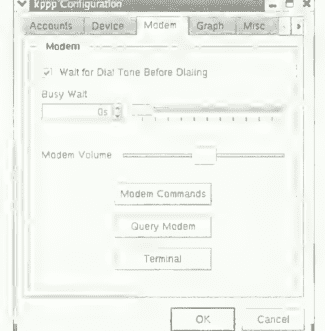 kppp Configuration
Accounts Device Modem Graph Misc
Modem
Wait for Dial Tone Before Dialing
Busy Wait
0s
Modem Volume
Modem Commands
Query Modem
Terminal
OK Cancel